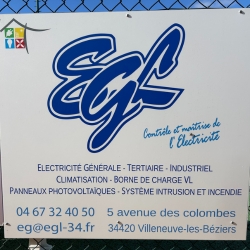 EGL
Contrôle et maîtrise de
l'Electricité
ELECTRICITÉ GÉNÉRALE - TERTIAIRE - INDUSTRIEL
CLIMATISATION - BORNE DE CHARGE VL
PANNEAUX PHOTOVOLTAÏQUES - SYSTÈME INTRUSION ET INCENDIE
04 67 32 40 50
5 avenue des colombes
eg@egl-34.fr
34420 Villeneuve-les-Béziers